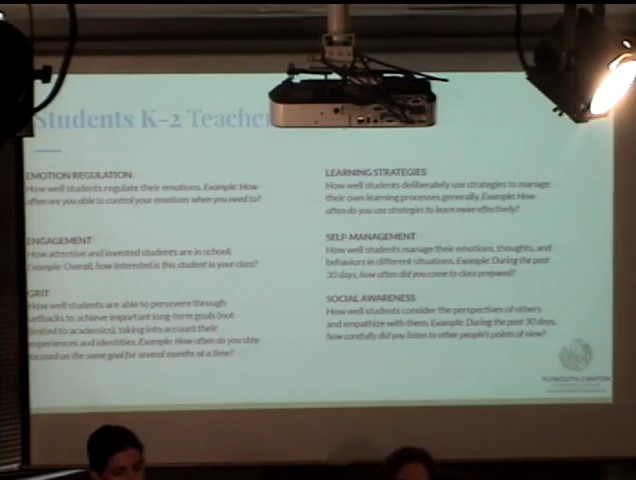 Students K-2 Teacher
EMOTION REGULATION
How well students regulate their emotions. Example: How
often are you able to control your emotions when you need to?
ENGAGEMENT
How attentive and invested students are in school.
Example: Overall, how interested is this student in your class?
GRIT
How well students are able to persevere through
setbacks to achieve important long-term goals (not
limited to academics), taking into account their
experiences and identities. Example: How often do you stay
focused on the same goal for several months at a time?
LEARNING STRATEGIES
How well students deliberately use strategies to manage
their own learning processes generally. Example: How
often do you use strategies to learn more effectively?
SELF-MANAGEMENT
How well students manage their emotions, thoughts, and
behaviors in different situations. Example: During the past
30 days, how often did you come to class prepared?
SOCIAL AWARENESS
How well students consider the perspectives of others
and empathize with them. Example: During the past 30 days,
how carefully did you listen to other people's points of view?
PLYMOUTH-CANTON